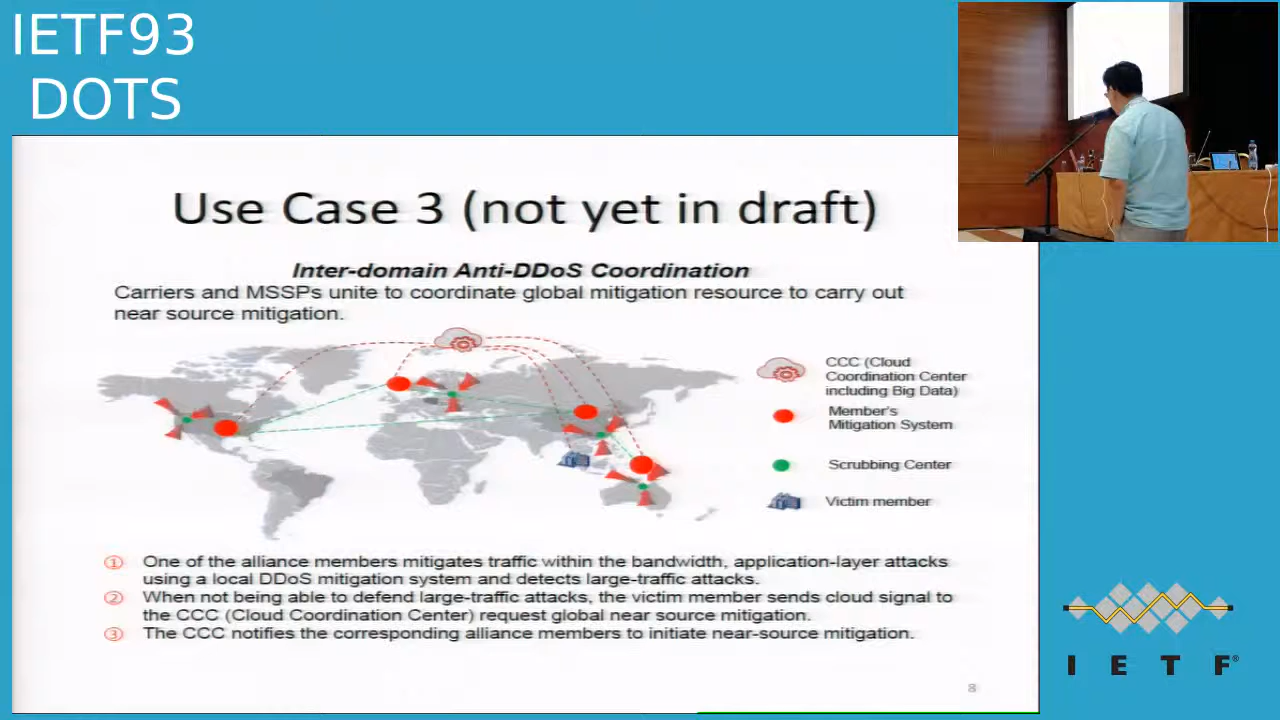 IETF93
DOTS
Use Case 3 (not yet in draft)
Inter-domain Anti-DDoS Coordination
Carriers and MSSPs unite to coordinate global mitigation resource to carry out
near source mitigation.
CCC (Cloud
Coordination Center
including Big Data)
Member's
Mitigation System
Scrubbing Center
Victim member
① One of the alliance members mitigates traffic within the bandwidth, application-layer attacks
using a local DDoS mitigation system and detects large-traffic attacks.
② When not being able to defend large-traffic attacks, the victim member sends cloud signal to
the CCC (Cloud Coordination Center) request global near source mitigation.
③ The CCC notifies the corresponding alliance members to initiate near-source mitigation.
8
I E T F®